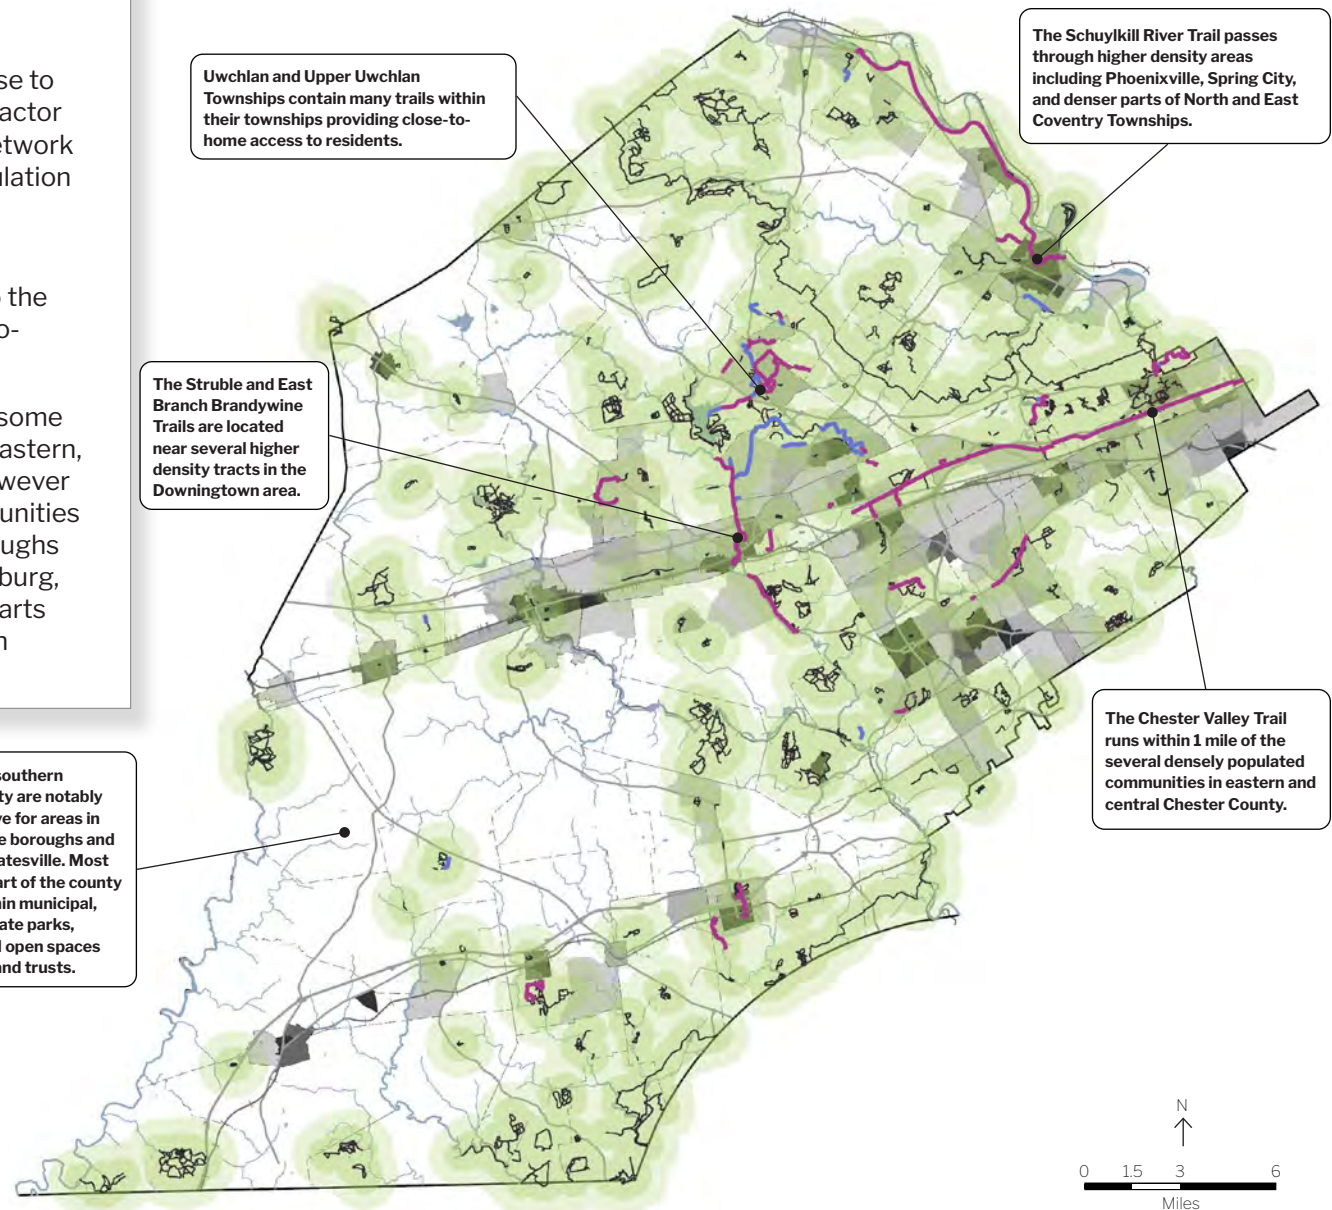 se to
actor
etwork
ulation
o the
o-
some
astern,
wever
unities
ughs
burg,
arts
n
Uwchlan and Upper Uwchlan
Townships contain many trails within
their townships providing close-to-
home access to residents.
The Schuylkill River Trail passes
through higher density areas
including Phoenixville, Spring City,
and denser parts of North and East
Coventry Townships.
The Struble and East
Branch Brandywine
Trails are located
near several higher
density tracts in the
Downingtown area.
The Chester Valley Trail
runs within 1 mile of the
several densely populated
communities in eastern and
central Chester County.
southern
ty are notably
ve for areas in
e boroughs and
atesville. Most
art of the county
hin municipal,
ate parks,
d open spaces
and trusts.
N
0 1.5 3 6
Miles